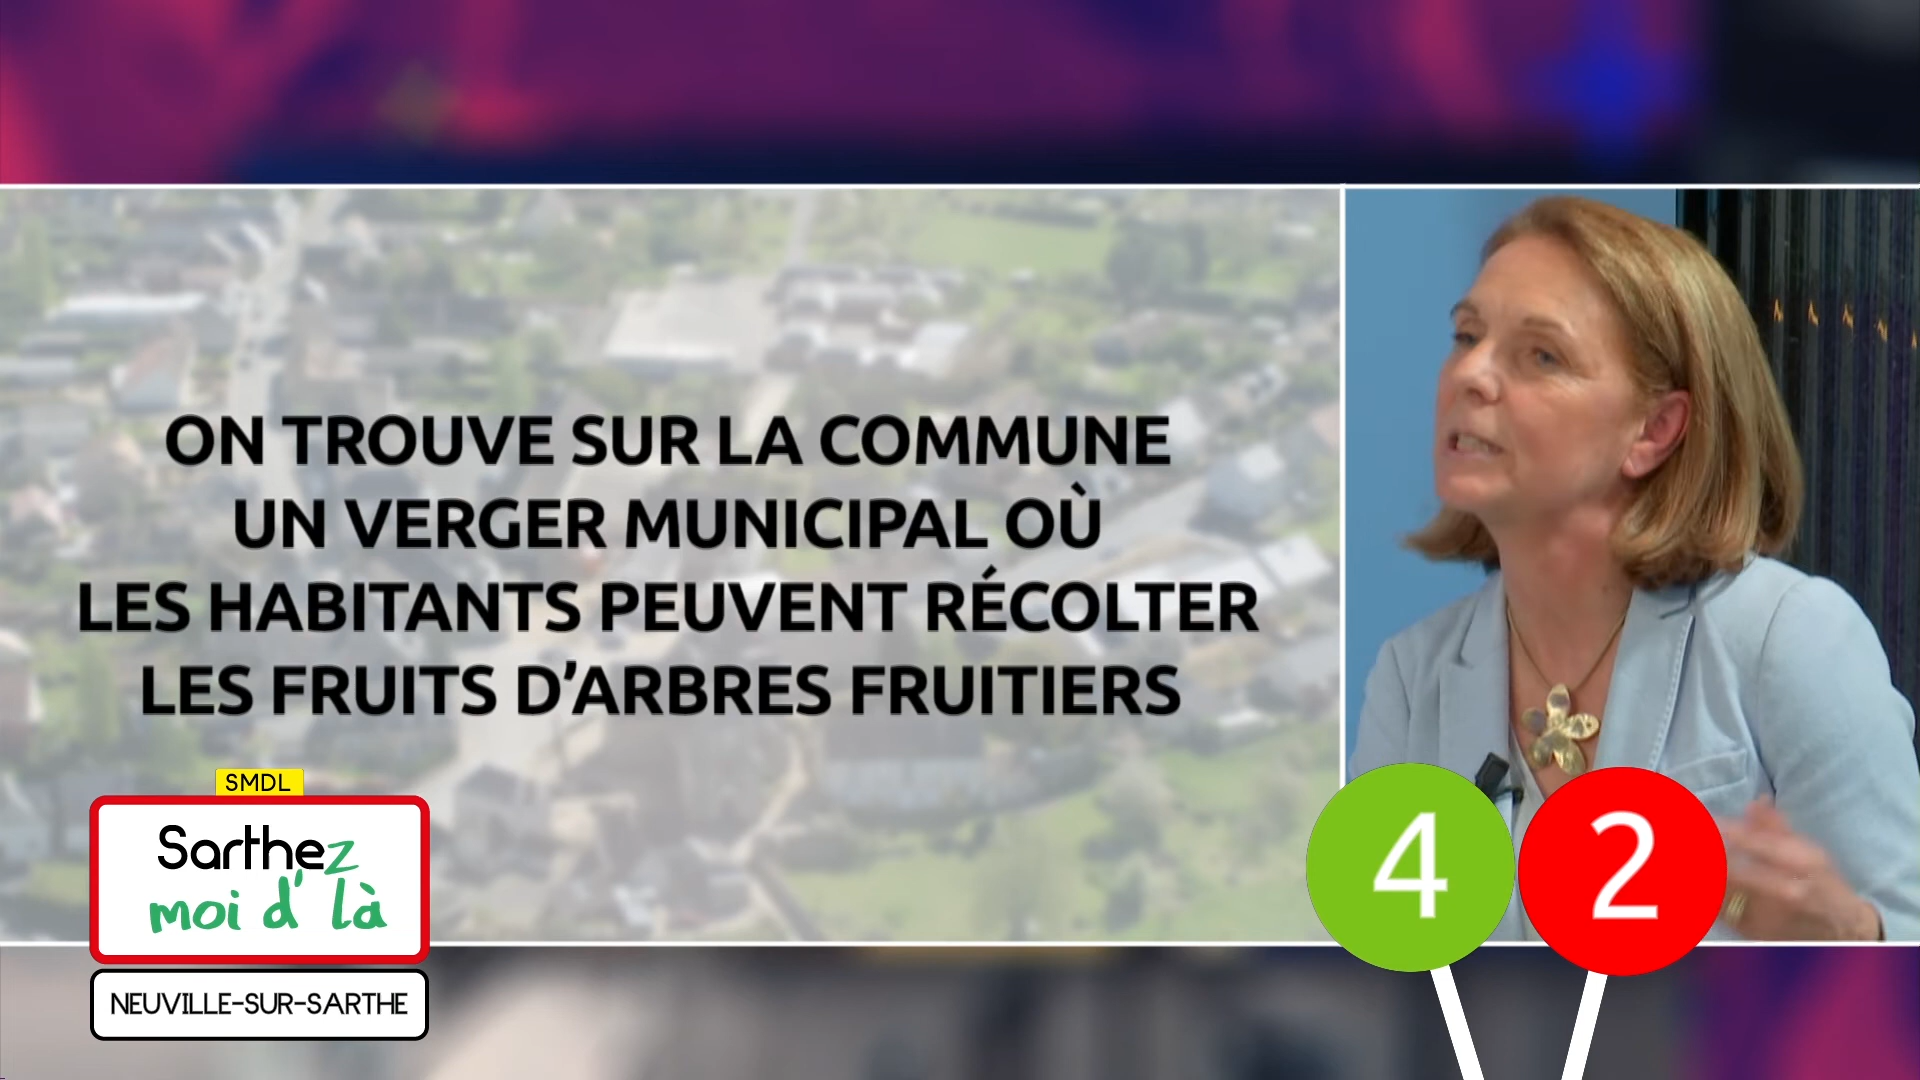 ON TROUVE SUR LA COMMUNE
UN VERGER MUNICIPAL OÙ
LES HABITANTS PEUVENT RÉCOLTER
LES FRUITS D’ARBRES FRUITIERS
SMDL
Sarthez
moi d'là
NEUVILLE-SUR-SARTHE
4
2